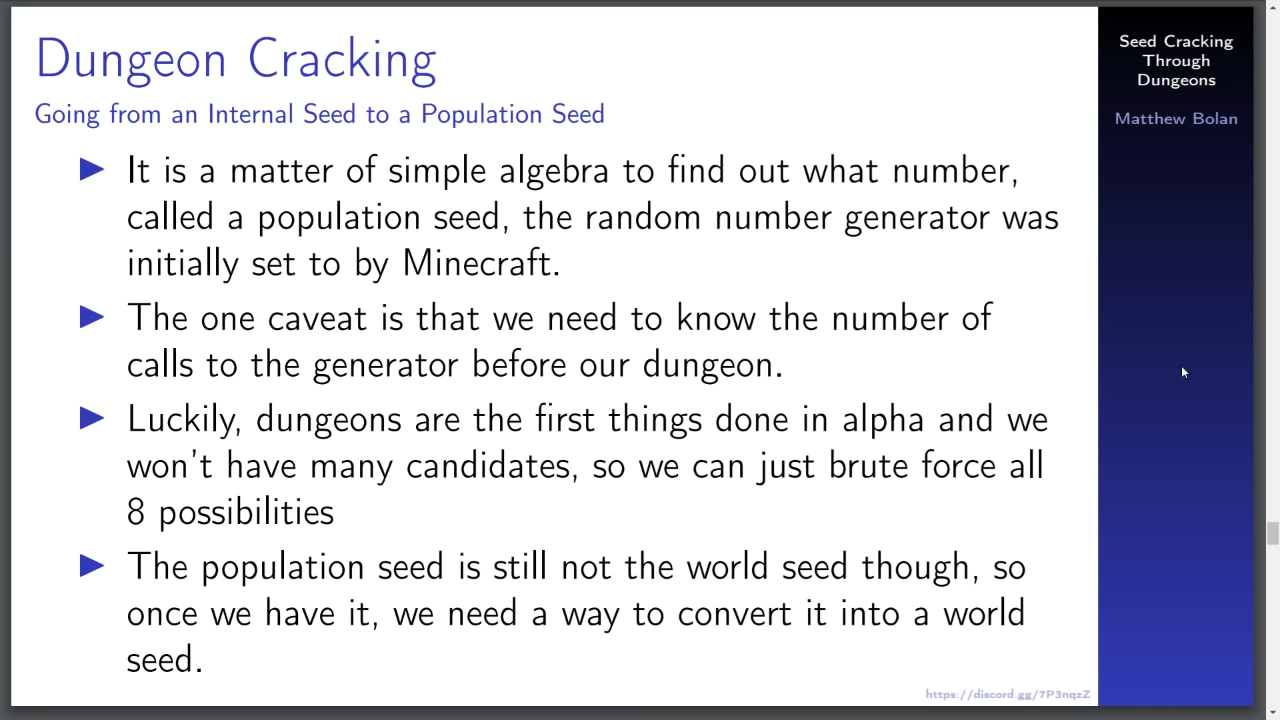 Dungeon Cracking
Going from an Internal Seed to a Population Seed
It is a matter of simple algebra to find out what number,
called a population seed, the random number generator was
initially set to by Minecraft.
The one caveat is that we need to know the number of
calls to the generator before our dungeon.
Luckily, dungeons are the first things done in alpha and we
won't have many candidates, so we can just brute force all
8 possibilities
The population seed is still not the world seed though, so
once we have it, we need a way to convert it into a world
seed.
https://discord.gg/7P3nqzZ
Seed Cracking
Through
Dungeons
Matthew Bolan